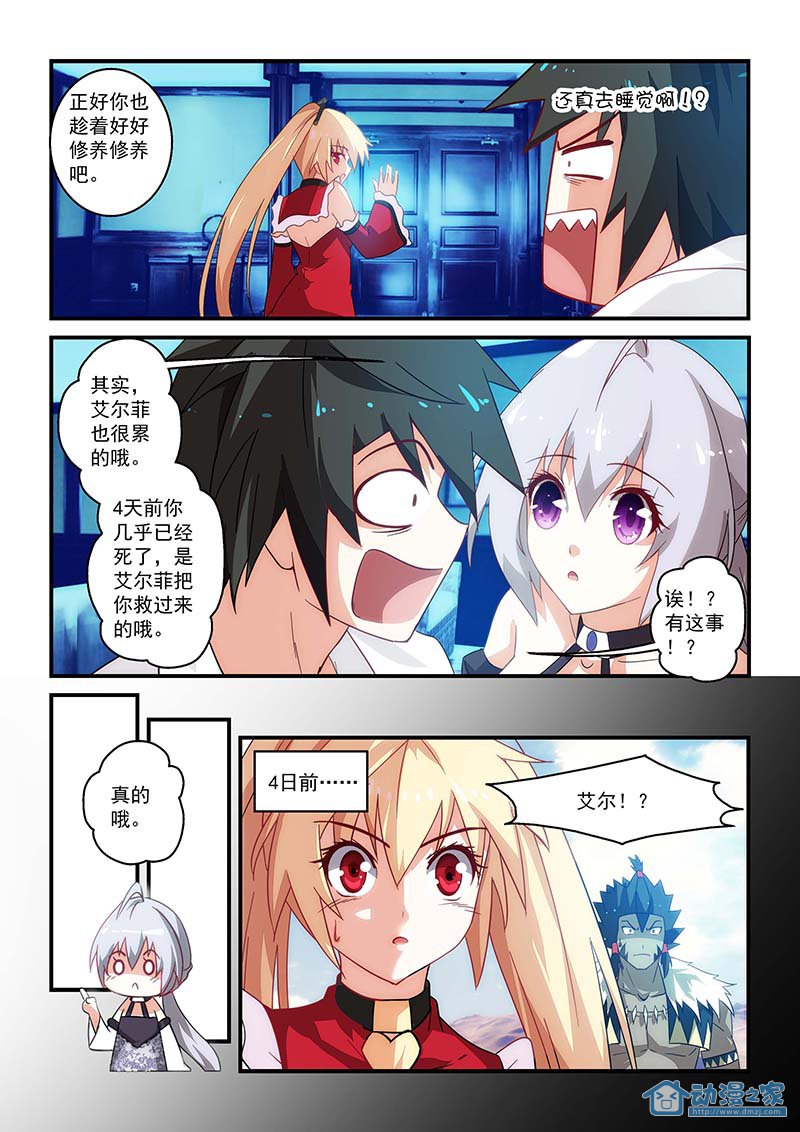 正好你也
趁着好好
修养修养
吧。
还真去睡觉啊！？
其实，
艾尔菲
也很累
的哦。
4天前你
几乎已经
死了，是
艾尔菲把
你救过来
的哦。
诶！？
有这事
！？
真的
哦。
4日前……
艾尔！？
动漫之家
http://www.dmzj.com